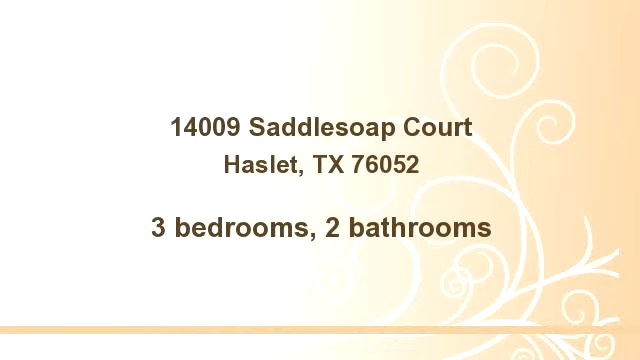 14009 Saddlesoap Court
Haslet, TX 76052
3 bedrooms, 2 bathrooms